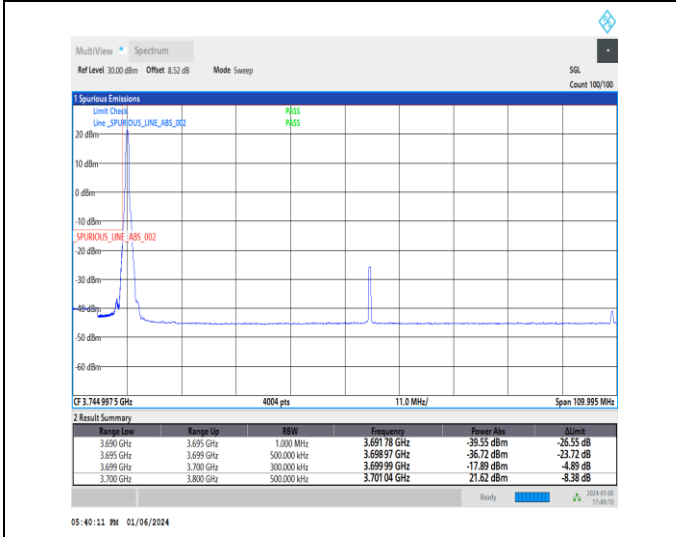 MultiView Spectrum
Ref Level 30.00 dBm Offset 8.52 dB Mode Sweep SGL
Count 100/100
1 Spurious Emissions
Limit Check PASS
Line _SPURIOUS_LINE_ABS_002 PASS
20 dBm
10 dBm
0 dBm
-10 dBm
_SPURIOUS_LINE_ABS_002
-20 dBm
-30 dBm
-40 dBm
-50 dBm
-60 dBm
CF 3.744 997 5 GHz 4004 pts 11.0 MHz/ Span 109.995 MHz
2 Result Summary
Range Low Range Up RBW Frequency Power Abs ΔLimit
3.690 GHz 3.695 GHz 1.000 MHz 3.691 78 GHz -39.55 dBm -26.55 dB
3.695 GHz 3.699 GHz 500.000 kHz 3.698 97 GHz -36.72 dBm -23.72 dB
3.699 GHz 3.700 GHz 300.000 kHz 3.699 99 GHz -17.89 dBm -4.89 dB
3.700 GHz 3.800 GHz 500.000 kHz 3.701 04 GHz 21.62 dBm -8.38 dB
Ready 2024-01-06
17:40:10
05:40:11 PM 01/06/2024